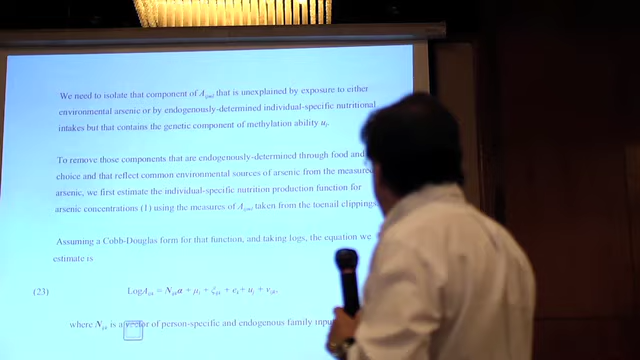 We need to isolate that component of A that is unexplained by exposure to either
environmental arsenic or by endogenously-determined individual-specific nutritional
intakes but that contains the genetic component of methylation ability uᵢ.
To remove those components that are endogenously-determined through food and
choice and that reflect common environmental sources of arsenic from the measured
arsenic, we first estimate the individual-specific nutrition production function for
arsenic concentrations (1) using the measures of A taken from the toenail clippings
Assuming a Cobb-Douglas form for that function, and taking logs, the equation we
estimate is
(23) LogA = N α + μ + ζ + e + u + v
where N is a vector of person-specific and endogenous family